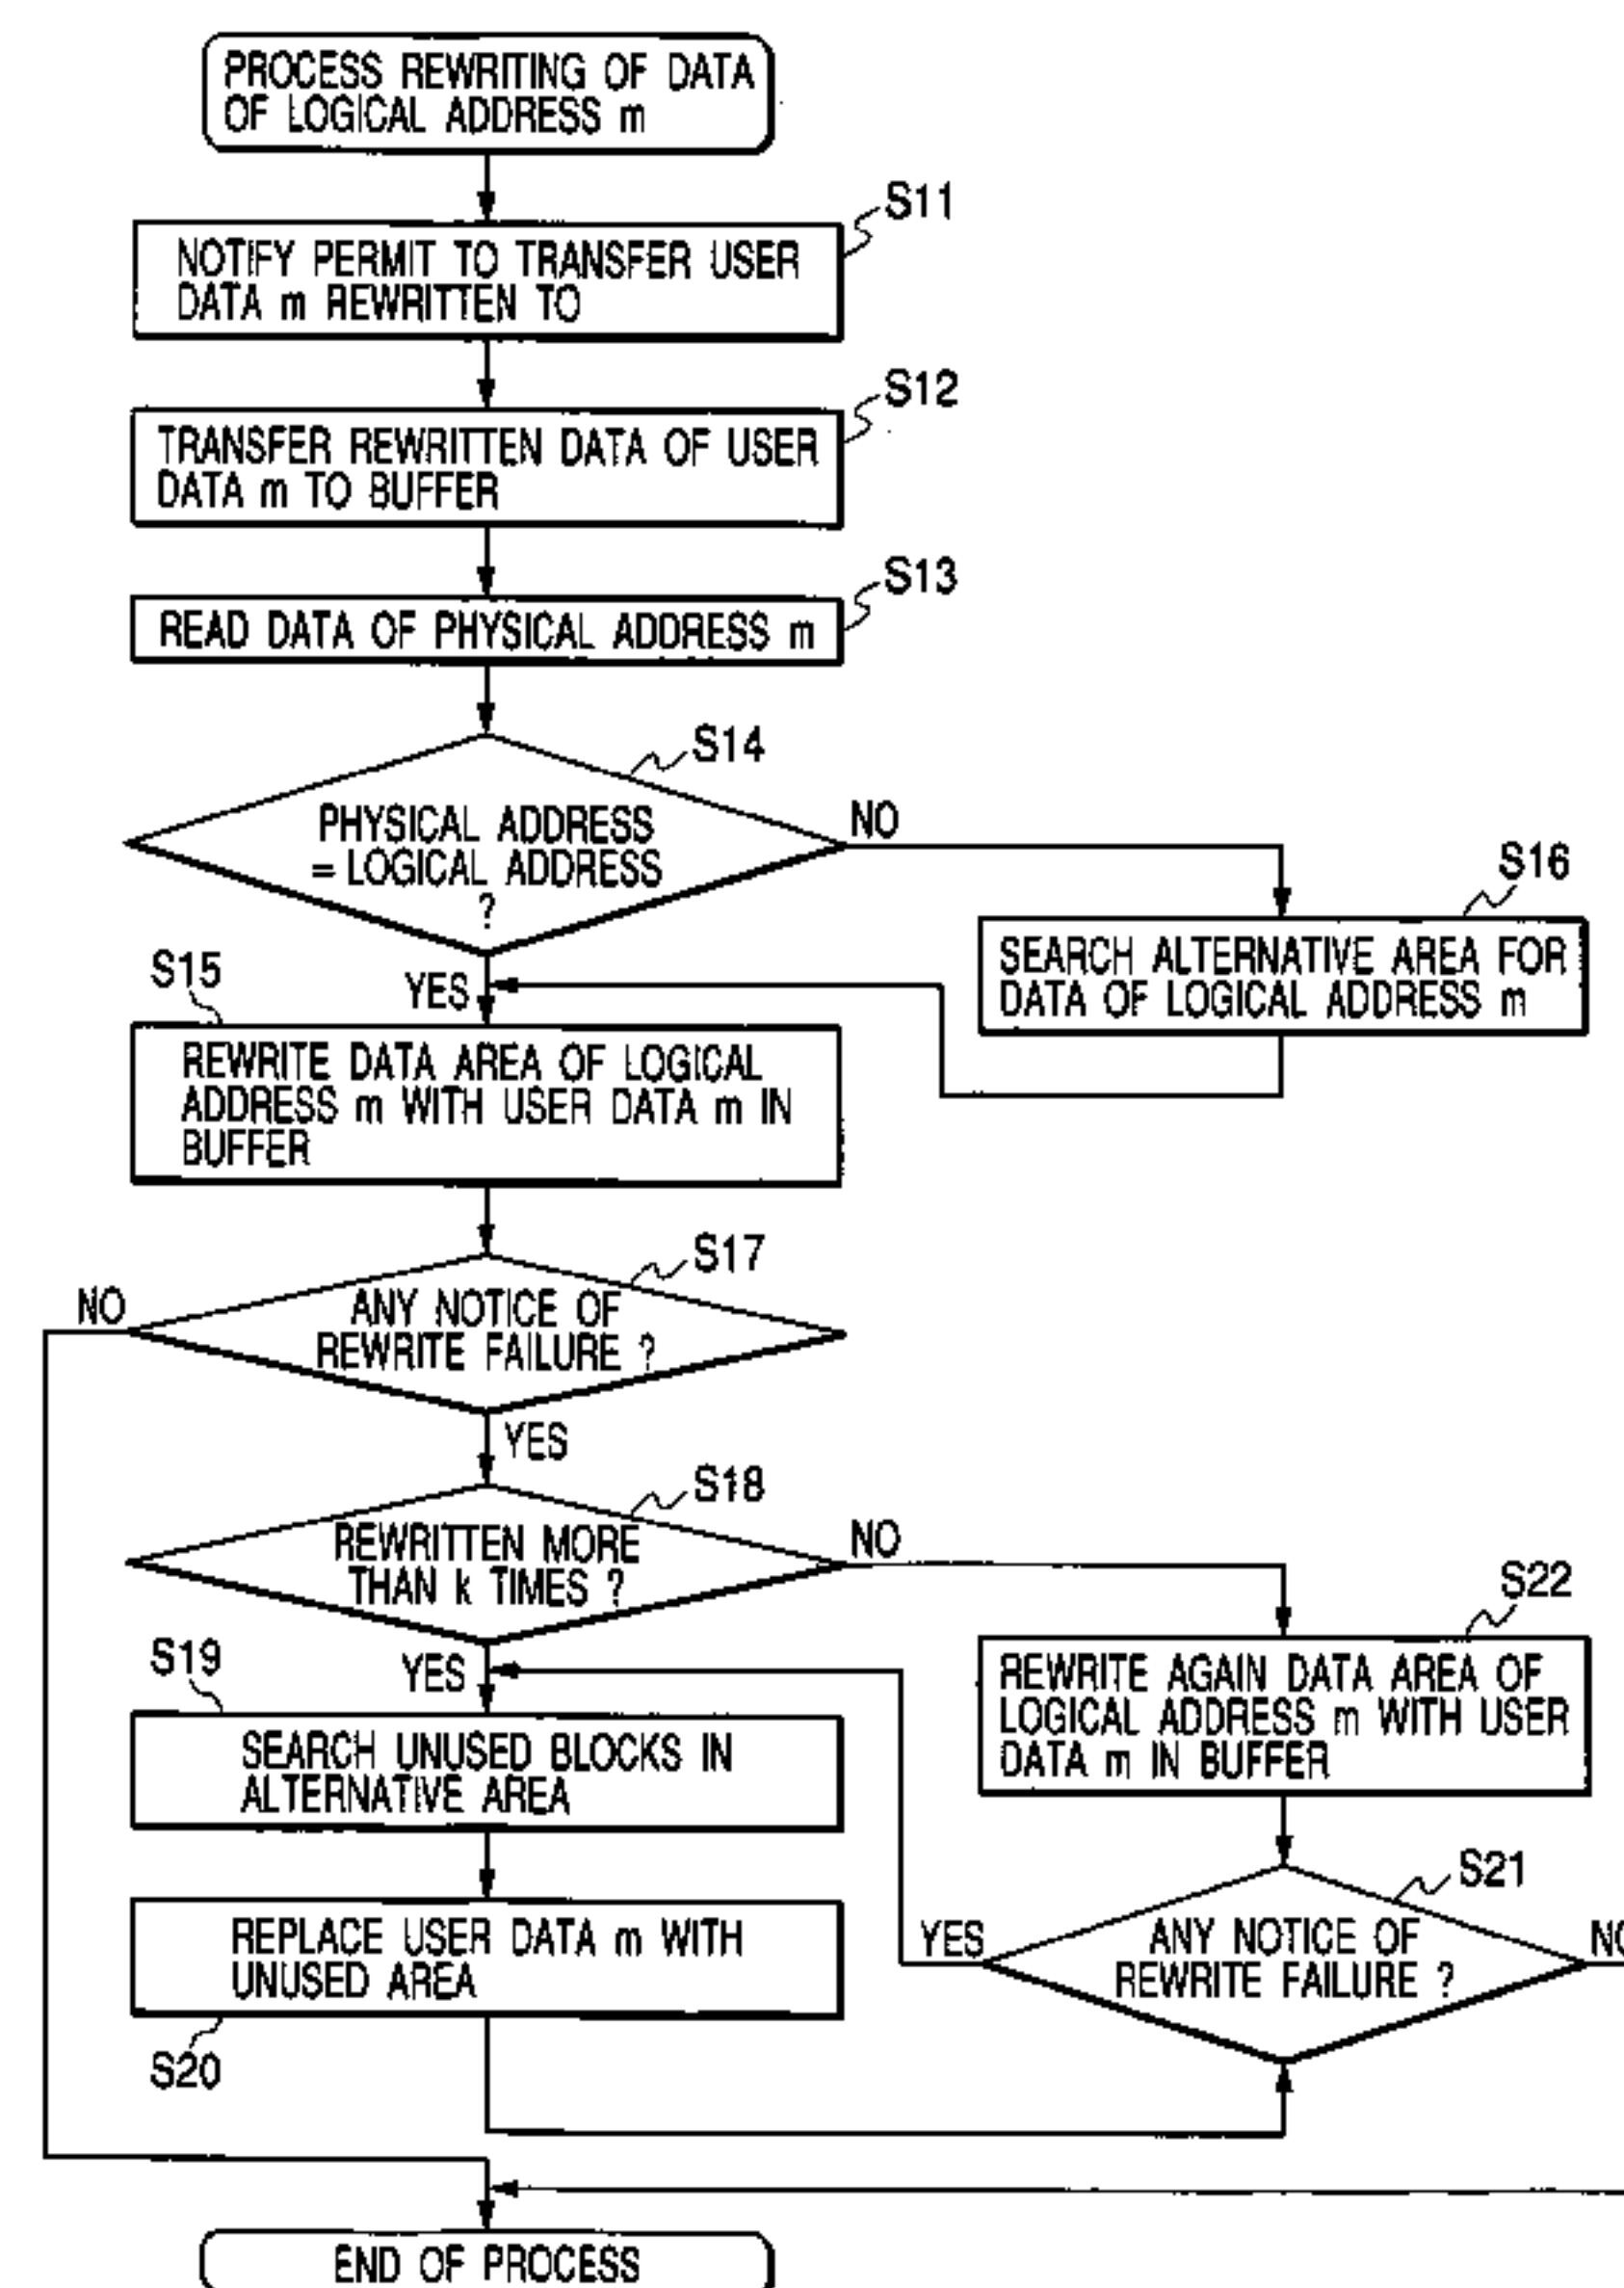 PROCESS REWRITING OF DATA
OF LOGICAL ADDRESS m
S11
NOTIFY PERMIT TO TRANSFER USER
DATA m REWRITTEN TO
S12
TRANSFER REWRITTEN DATA OF USER
DATA m TO BUFFER
S13
READ DATA OF PHYSICAL ADDRESS m
S14
PHYSICAL ADDRESS
= LOGICAL ADDRESS
?
NO
S16
SEARCH ALTERNATIVE AREA FOR
DATA OF LOGICAL ADDRESS m
YES
S15
REWRITE DATA AREA OF LOGICAL
ADDRESS m WITH USER DATA m IN
BUFFER
S17
NO
ANY NOTICE OF
REWRITE FAILURE ?
YES
S18
REWRITTEN MORE
THAN k TIMES ?
NO
S22
REWRITE AGAIN DATA AREA OF
LOGICAL ADDRESS m WITH USER
DATA m IN BUFFER
YES
S19
SEARCH UNUSED BLOCKS IN
ALTERNATIVE AREA
S21
YES
ANY NOTICE OF
REWRITE FAILURE ?
NO
REPLACE USER DATA m WITH
UNUSED AREA
S20
END OF PROCESS